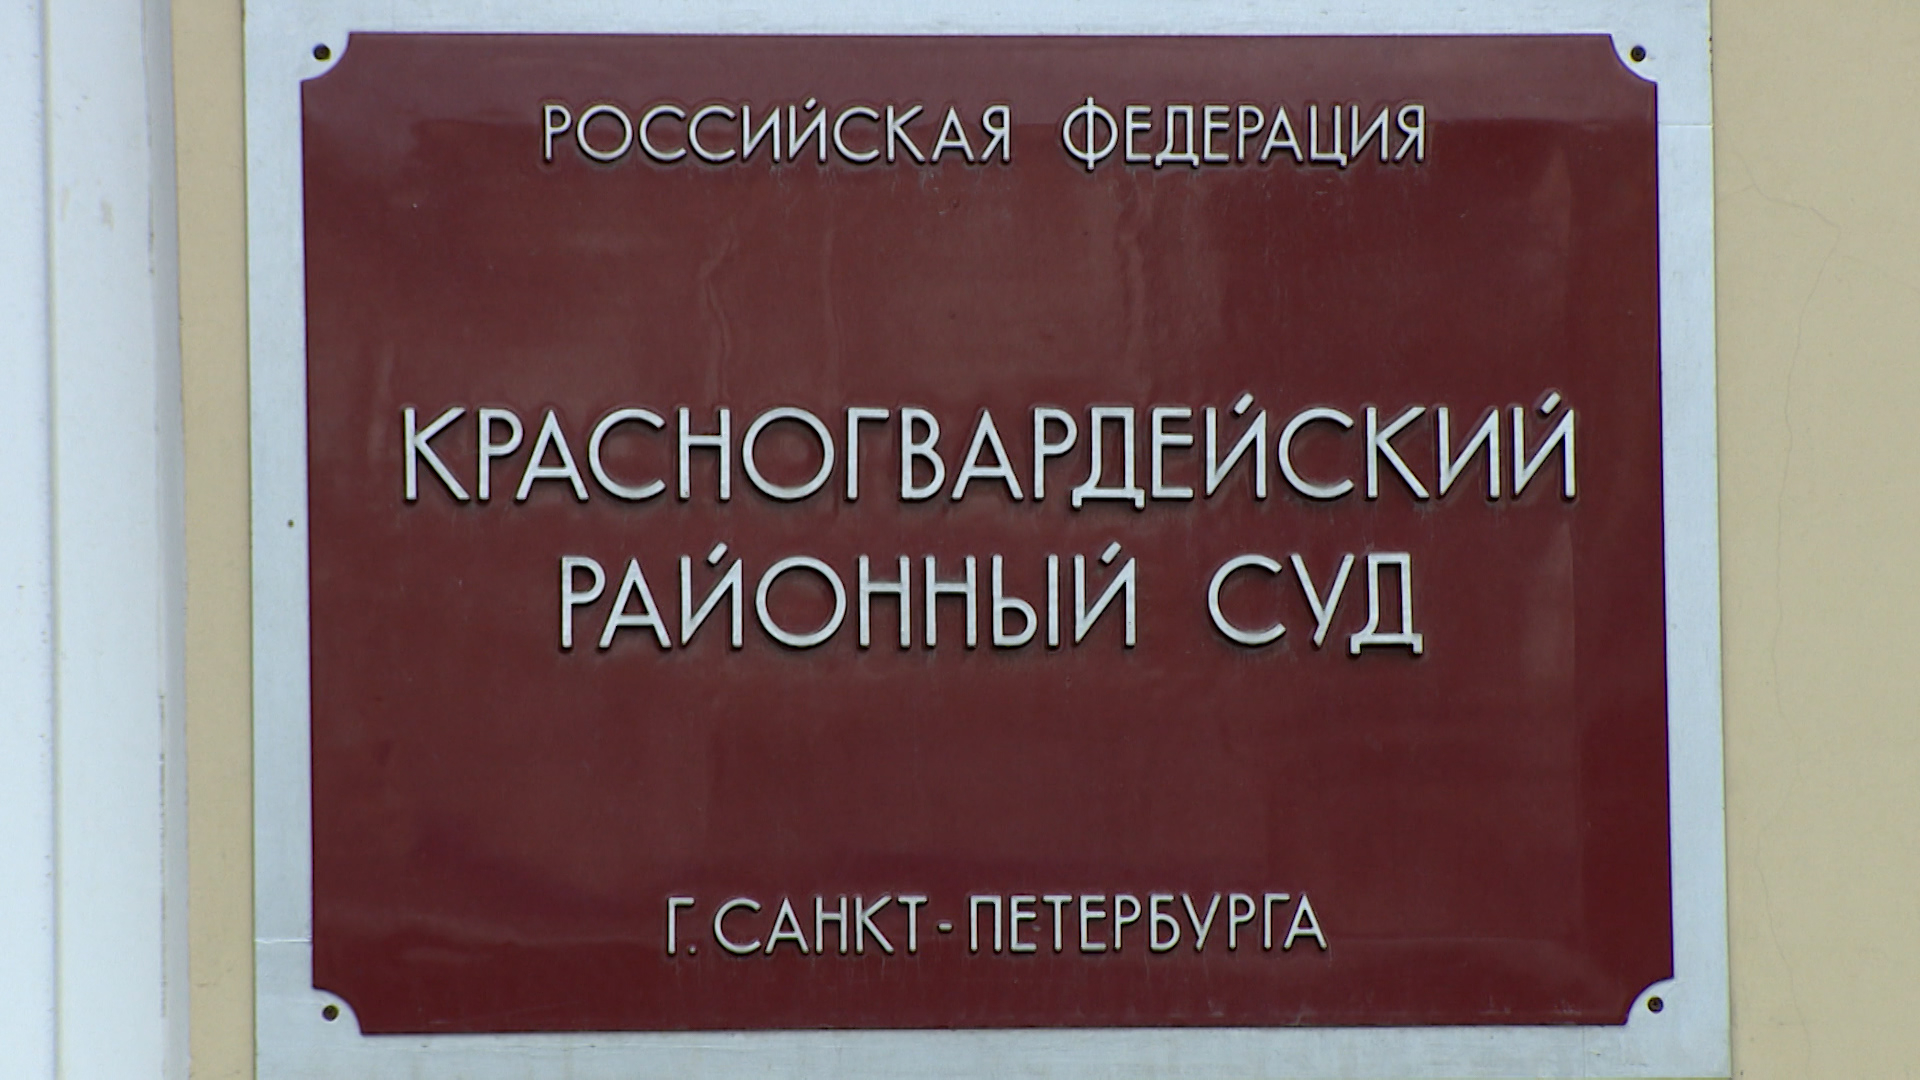 РОССИЙСКАЯ ФЕДЕРАЦИЯ
КРАСНОГВАРДЕЙСКИЙ
РАЙОННЫЙ СУД
Г. САНКТ-ПЕТЕРБУРГА